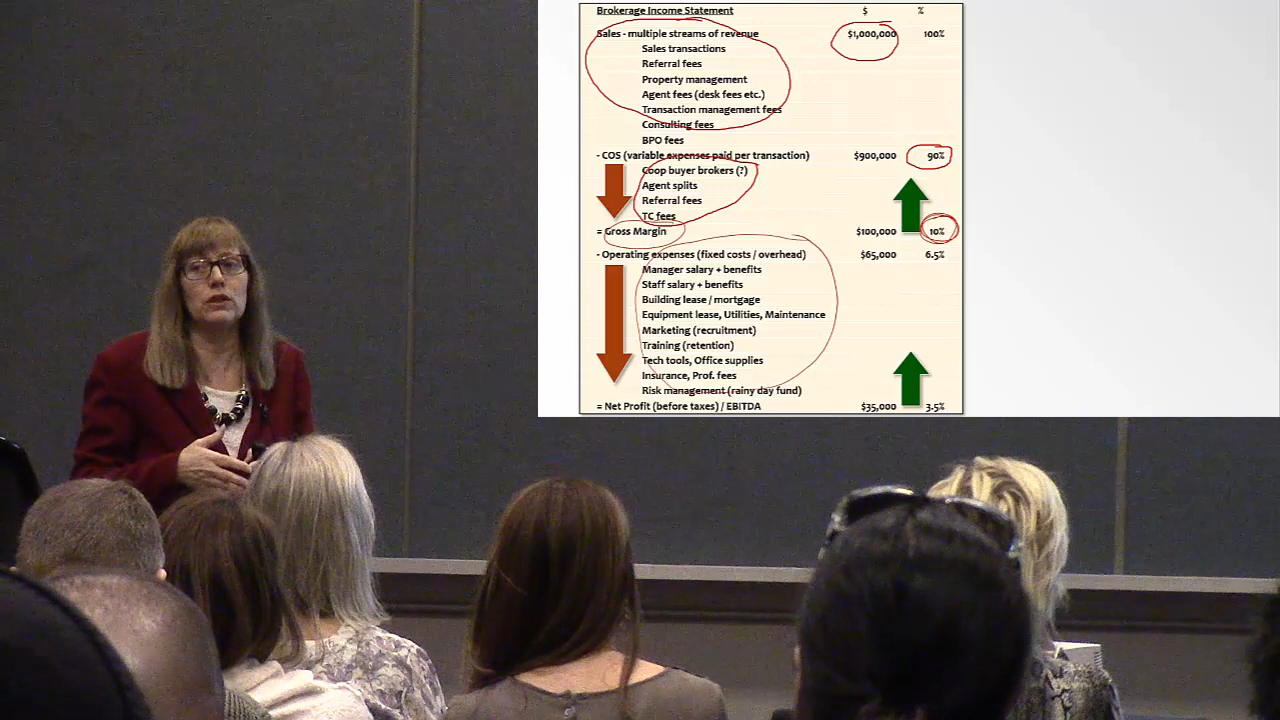 Brokerage Income Statement $ %
Sales - multiple streams of revenue $1,000,000 100%
Sales transactions
Referral fees
Property management
Agent fees (desk fees etc.)
Transaction management fees
Consulting fees
BPO fees
- COS (variable expenses paid per transaction) $900,000 90%
Coop buyer brokers (?)
Agent splits
Referral fees
TC fees
= Gross Margin $100,000 10%
- Operating expenses (fixed costs / overhead) $65,000 6.5%
Manager salary + benefits
Staff salary + benefits
Building lease / mortgage
Equipment lease, Utilities, Maintenance
Marketing (recruitment)
Training (retention)
Tech tools, Office supplies
Insurance, Prof. fees
Risk management (rainy day fund)
= Net Profit (before taxes) / EBITDA $35,000 3.5%